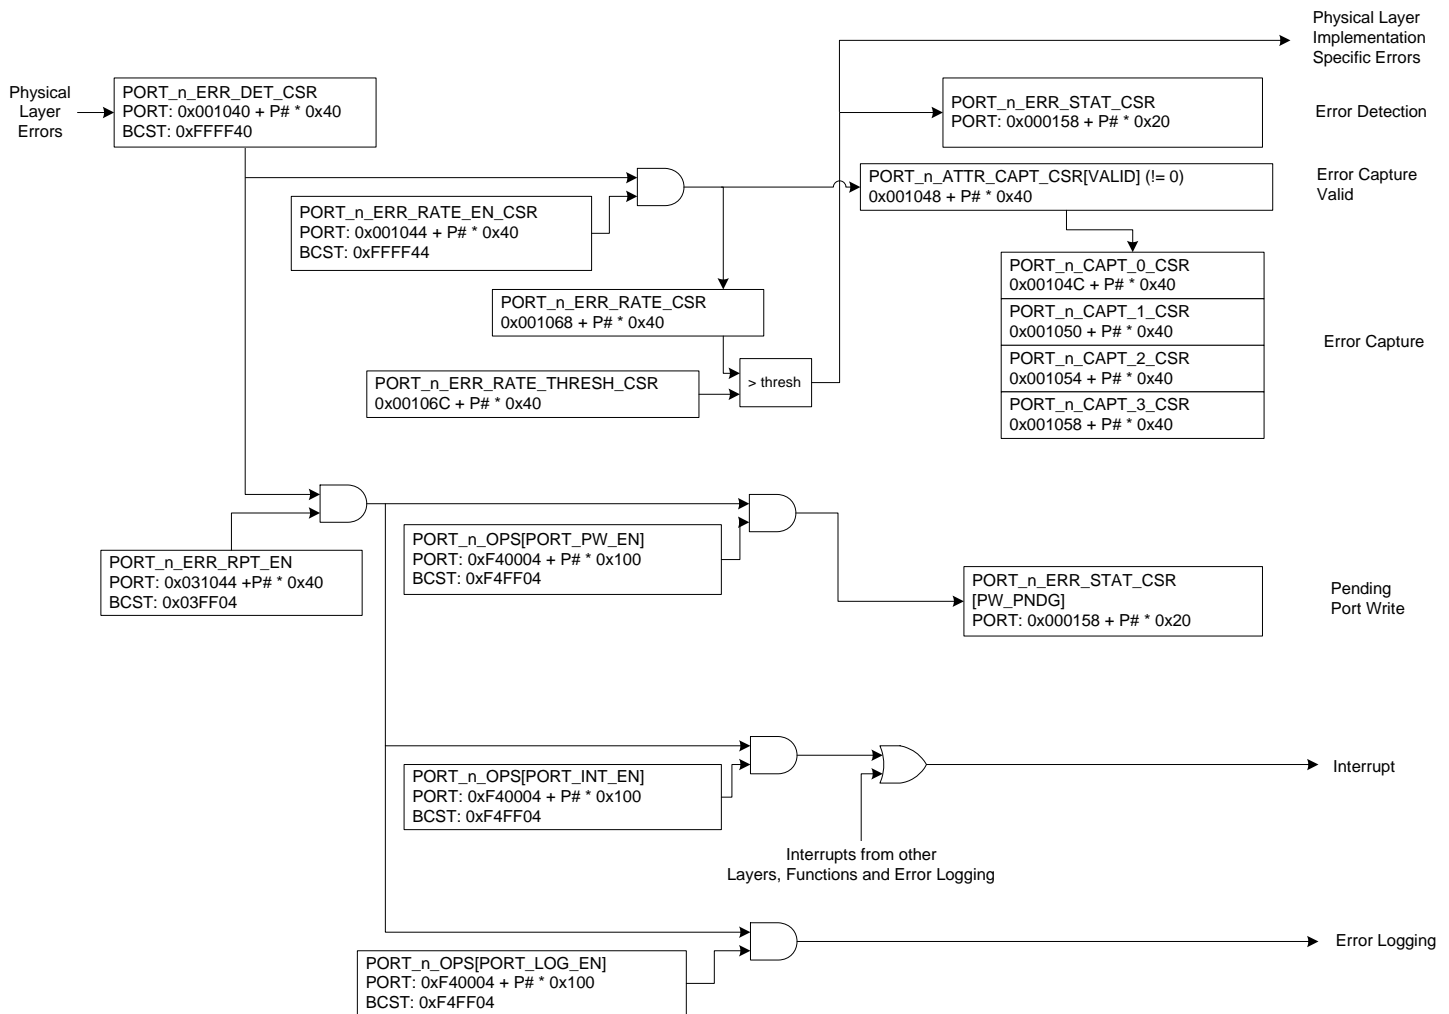 Physical Layer
Implementation
Specific Errors
Physical
Layer
Errors
PORT_n_ERR_DET_CSR
PORT: 0x001040 + P# * 0x40
BCST: 0xFFFF40
PORT_n_ERR_STAT_CSR
PORT: 0x000158 + P# * 0x20
Error Detection
PORT_n_ATTR_CAPT_CSR[VALID] (!= 0)
0x001048 + P# * 0x40
Error Capture
Valid
PORT_n_ERR_RATE_EN_CSR
PORT: 0x001044 + P# * 0x40
BCST: 0xFFFF44
PORT_n_CAPT_0_CSR
0x00104C + P# * 0x40
PORT_n_CAPT_1_CSR
0x001050 + P# * 0x40
PORT_n_CAPT_2_CSR
0x001054 + P# * 0x40
PORT_n_CAPT_3_CSR
0x001058 + P# * 0x40
Error Capture
PORT_n_ERR_RATE_CSR
0x001068 + P# * 0x40
PORT_n_ERR_RATE_THRESH_CSR
0x00106C + P# * 0x40
> thresh
PORT_n_ERR_RPT_EN
PORT: 0x031044 +P# * 0x40
BCST: 0x03FF04
PORT_n_OPS[PORT_PW_EN]
PORT: 0xF40004 + P# * 0x100
BCST: 0xF4FF04
PORT_n_ERR_STAT_CSR
[PW_PNDG]
PORT: 0x000158 + P# * 0x20
Pending
Port Write
PORT_n_OPS[PORT_INT_EN]
PORT: 0xF40004 + P# * 0x100
BCST: 0xF4FF04
Interrupt
Interrupts from other
Layers, Functions and Error Logging
PORT_n_OPS[PORT_LOG_EN]
PORT: 0xF40004 + P# * 0x100
BCST: 0xF4FF04
Error Logging